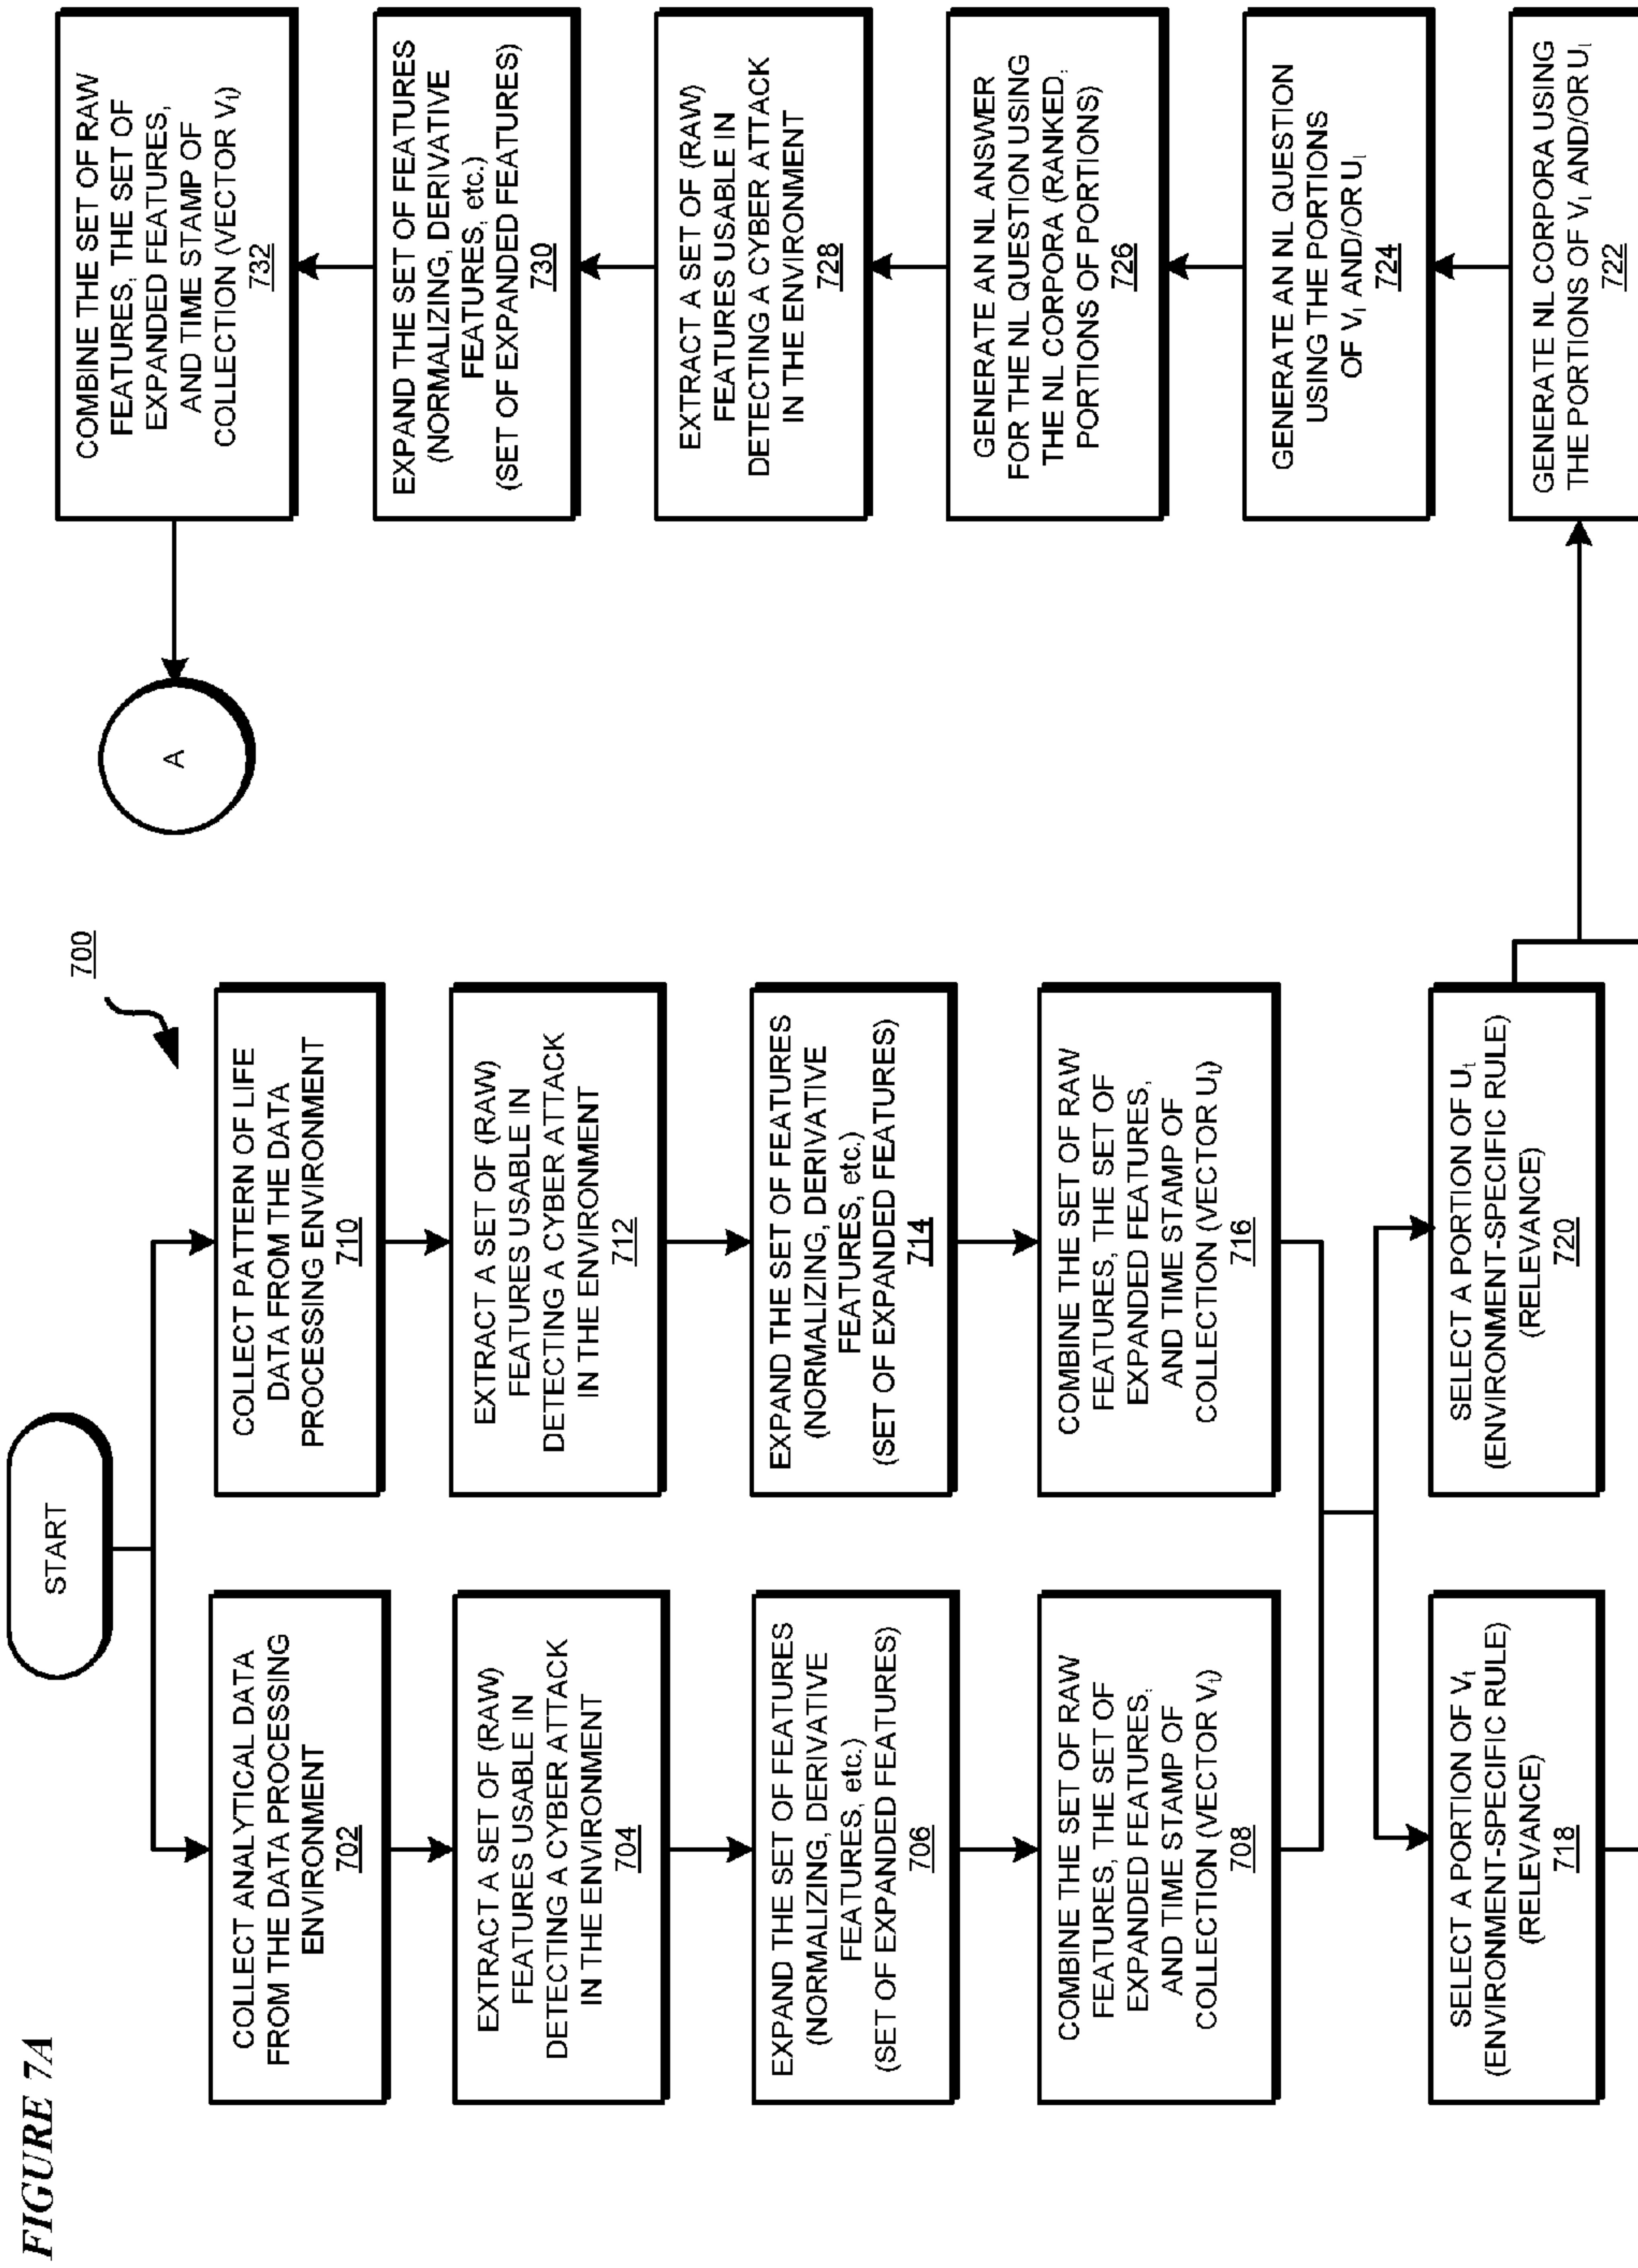 FIGURE 7A
700
START
COLLECT ANALYTICAL DATA
FROM THE DATA PROCESSING
ENVIRONMENT
702
EXTRACT A SET OF (RAW)
FEATURES USABLE IN
DETECTING A CYBER ATTACK
IN THE ENVIRONMENT
704
EXPAND THE SET OF FEATURES
(NORMALIZING, DERIVATIVE
FEATURES, etc.)
(SET OF EXPANDED FEATURES)
706
COMBINE THE SET OF RAW
FEATURES, THE SET OF
EXPANDED FEATURES,
AND TIME STAMP OF
COLLECTION (VECTOR Vt)
708
COLLECT PATTERN OF LIFE
DATA FROM THE DATA
PROCESSING ENVIRONMENT
710
EXTRACT A SET OF (RAW)
FEATURES USABLE IN
DETECTING A CYBER ATTACK
IN THE ENVIRONMENT
712
EXPAND THE SET OF FEATURES
(NORMALIZING, DERIVATIVE
FEATURES, etc.)
(SET OF EXPANDED FEATURES)
714
COMBINE THE SET OF RAW
FEATURES, THE SET OF
EXPANDED FEATURES,
AND TIME STAMP OF
COLLECTION (VECTOR Ut)
716
SELECT A PORTION OF Vt
(ENVIRONMENT-SPECIFIC RULE)
(RELEVANCE)
718
SELECT A PORTION OF Ut
(ENVIRONMENT-SPECIFIC RULE)
(RELEVANCE)
720
GENERATE NL CORPORA USING
THE PORTIONS OF Vt AND/OR Ut
722
GENERATE AN NL QUESTION
USING THE PORTIONS
OF Vt AND/OR Ut
724
GENERATE AN NL ANSWER
FOR THE NL QUESTION USING
THE NL CORPORA (RANKED,
PORTIONS OF PORTIONS)
726
EXTRACT A SET OF (RAW)
FEATURES USABLE IN
DETECTING A CYBER ATTACK
IN THE ENVIRONMENT
728
EXPAND THE SET OF FEATURES
(NORMALIZING, DERIVATIVE
FEATURES, etc.)
(SET OF EXPANDED FEATURES)
730
COMBINE THE SET OF RAW
FEATURES, THE SET OF
EXPANDED FEATURES,
AND TIME STAMP OF
COLLECTION (VECTOR Vt)
732
A